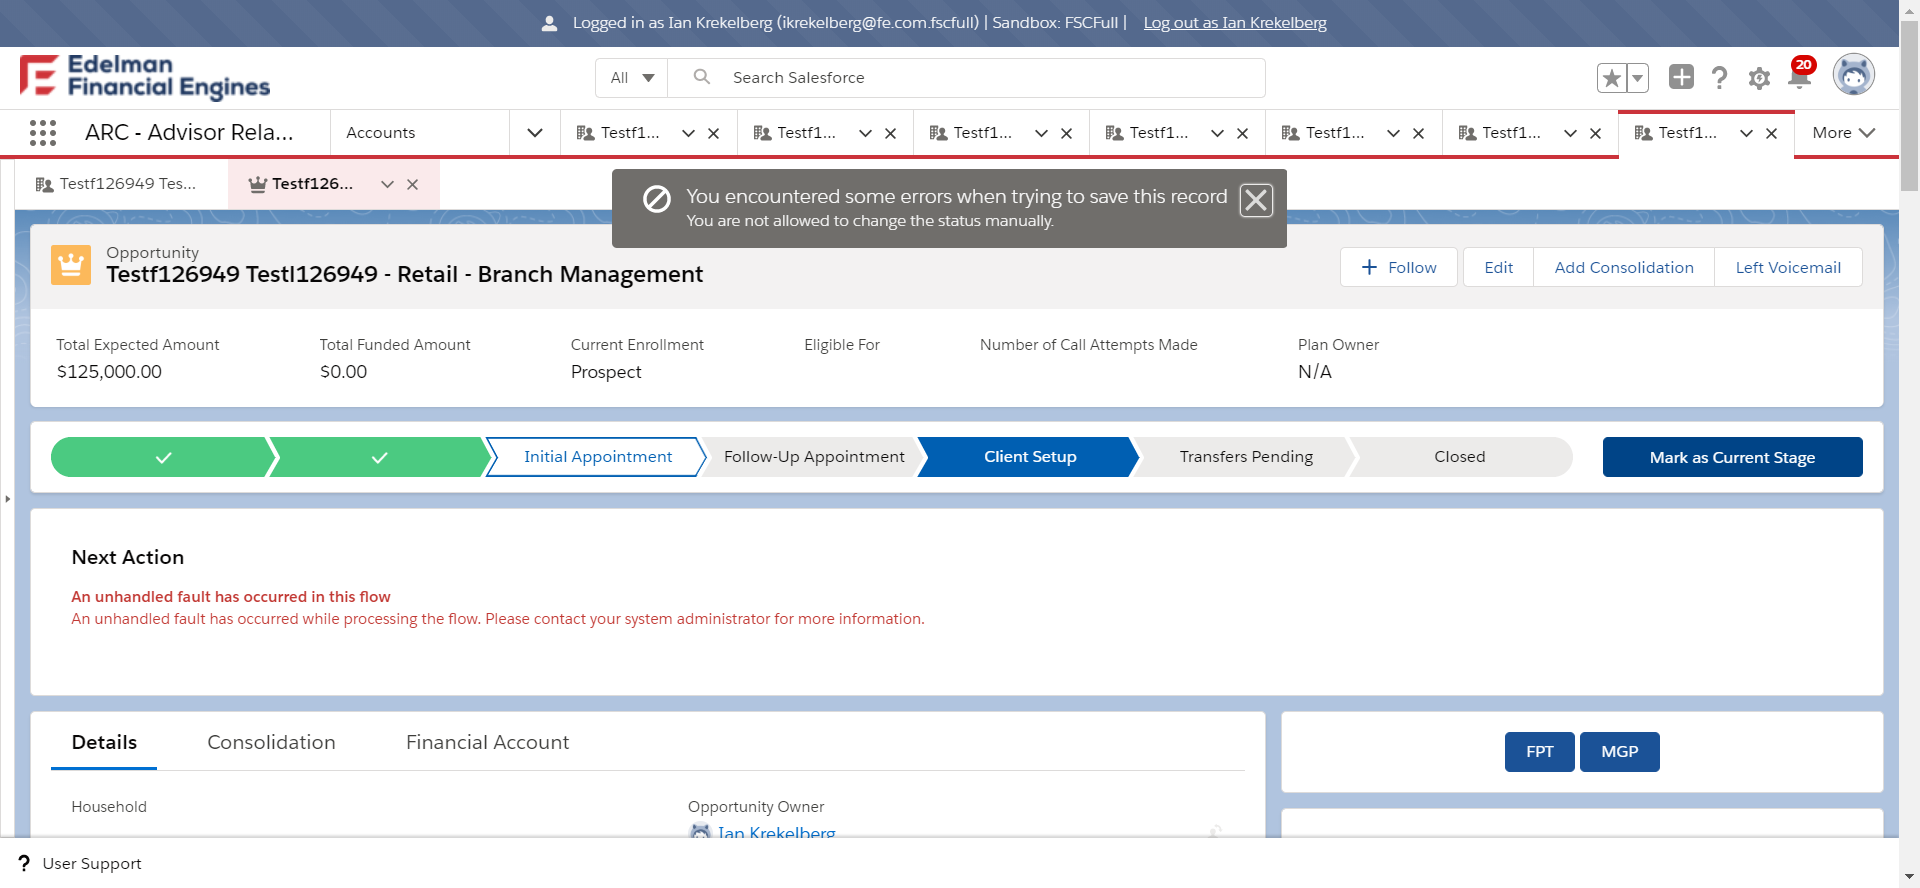 Logged in as Ian Krekelberg (ikrekelberg@fe.com.fscfull) | Sandbox: FSCFull | Log out as Ian Krekelberg
Edelman
Financial Engines
All
Search Salesforce
20
ARC - Advisor Rela...
Accounts
Testf1...
Testf1...
Testf1...
Testf1...
Testf1...
Testf1...
Testf1...
More
Testf126949 Tes...
Testf126...
You encountered some errors when trying to save this record
You are not allowed to change the status manually.
Opportunity
Testf126949 Testl126949 - Retail - Branch Management
Follow
Edit
Add Consolidation
Left Voicemail
Total Expected Amount
$125,000.00
Total Funded Amount
$0.00
Current Enrollment
Prospect
Eligible For
Number of Call Attempts Made
Plan Owner
N/A
Initial Appointment
Follow-Up Appointment
Client Setup
Transfers Pending
Closed
Mark as Current Stage
Next Action
An unhandled fault has occurred in this flow
An unhandled fault has occurred while processing the flow. Please contact your system administrator for more information.
Details
Consolidation
Financial Account
FPT
MGP
Household
Opportunity Owner
Ian Krekelberg
? User Support